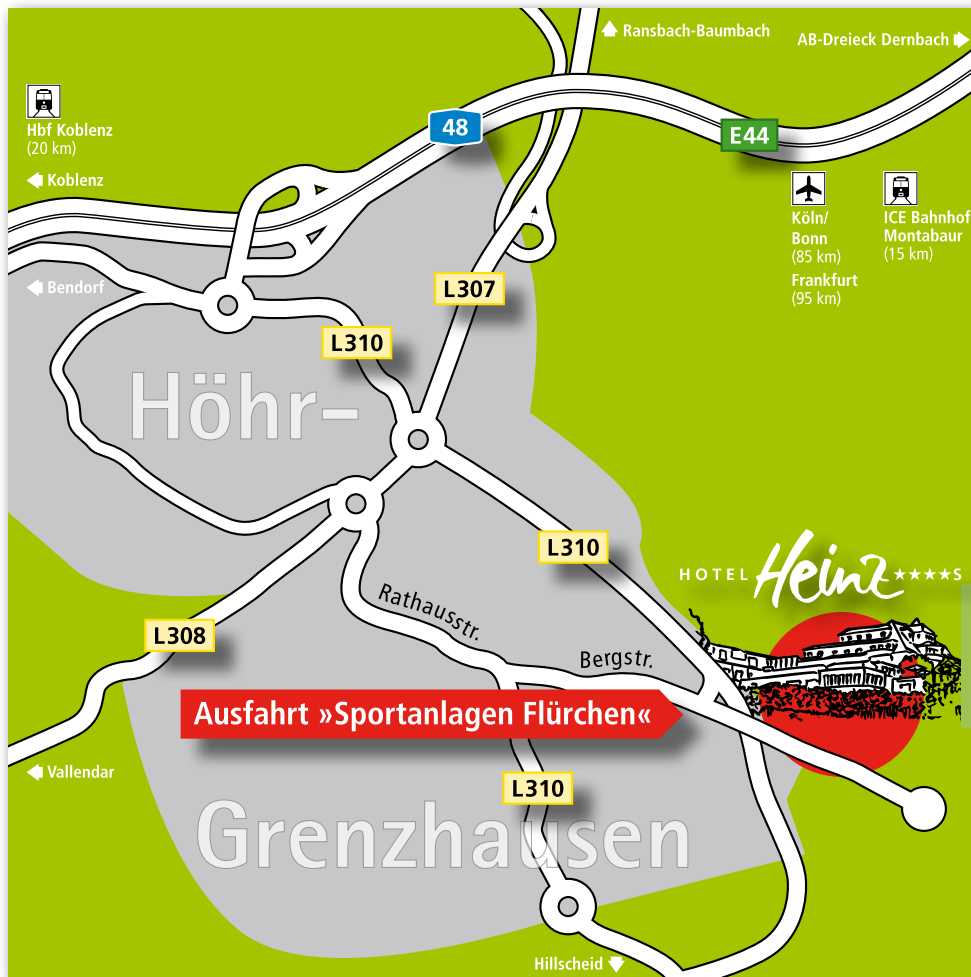 Ransbach-Baumbach
AB-Dreieck Dernbach
Hbf Koblenz
(20 km)
48
E44
Koblenz
Köln/
Bonn
(85 km)
Frankfurt
(95 km)
ICE Bahnhof
Montabaur
(15 km)
Bendorf
L307
L310
Höhr-
L310
HOTEL Heinz ★★★★S
Rathausstr.
L308
Bergstr.
Ausfahrt »Sportanlagen Flürchen«
Vallendar
L310
Grenzhausen
Hillscheid